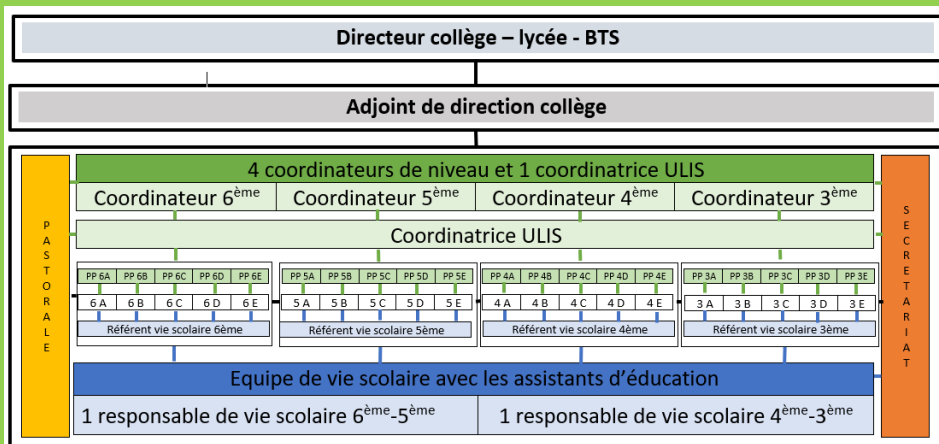 Directeur collège – lycée - BTS
Adjoint de direction collège
PASTORALE
4 coordinateurs de niveau et 1 coordinatrice ULIS
Coordinateur 6ème Coordinateur 5ème Coordinateur 4ème Coordinateur 3ème
Coordinatrice ULIS
PP 6A PP 6B PP 6C PP 6D PP 6E PP 5A PP 5B PP 5C PP 5D PP 5E PP 4A PP 4B PP 4C PP 4D PP 4E PP 3A PP 3B PP 3C PP 3D PP 3E
6 A 6 B 6 C 6 D 6 E 5 A 5 B 5 C 5 D 5 E 4 A 4 B 4 C 4 D 4 E 3 A 3 B 3 C 3 D 3 E
Référent vie scolaire 6ème Référent vie scolaire 5ème Référent vie scolaire 4ème Référent vie scolaire 3ème
Equipe de vie scolaire avec les assistants d'éducation
1 responsable de vie scolaire 6ème-5ème 1 responsable de vie scolaire 4ème-3ème
SECRETARIAT